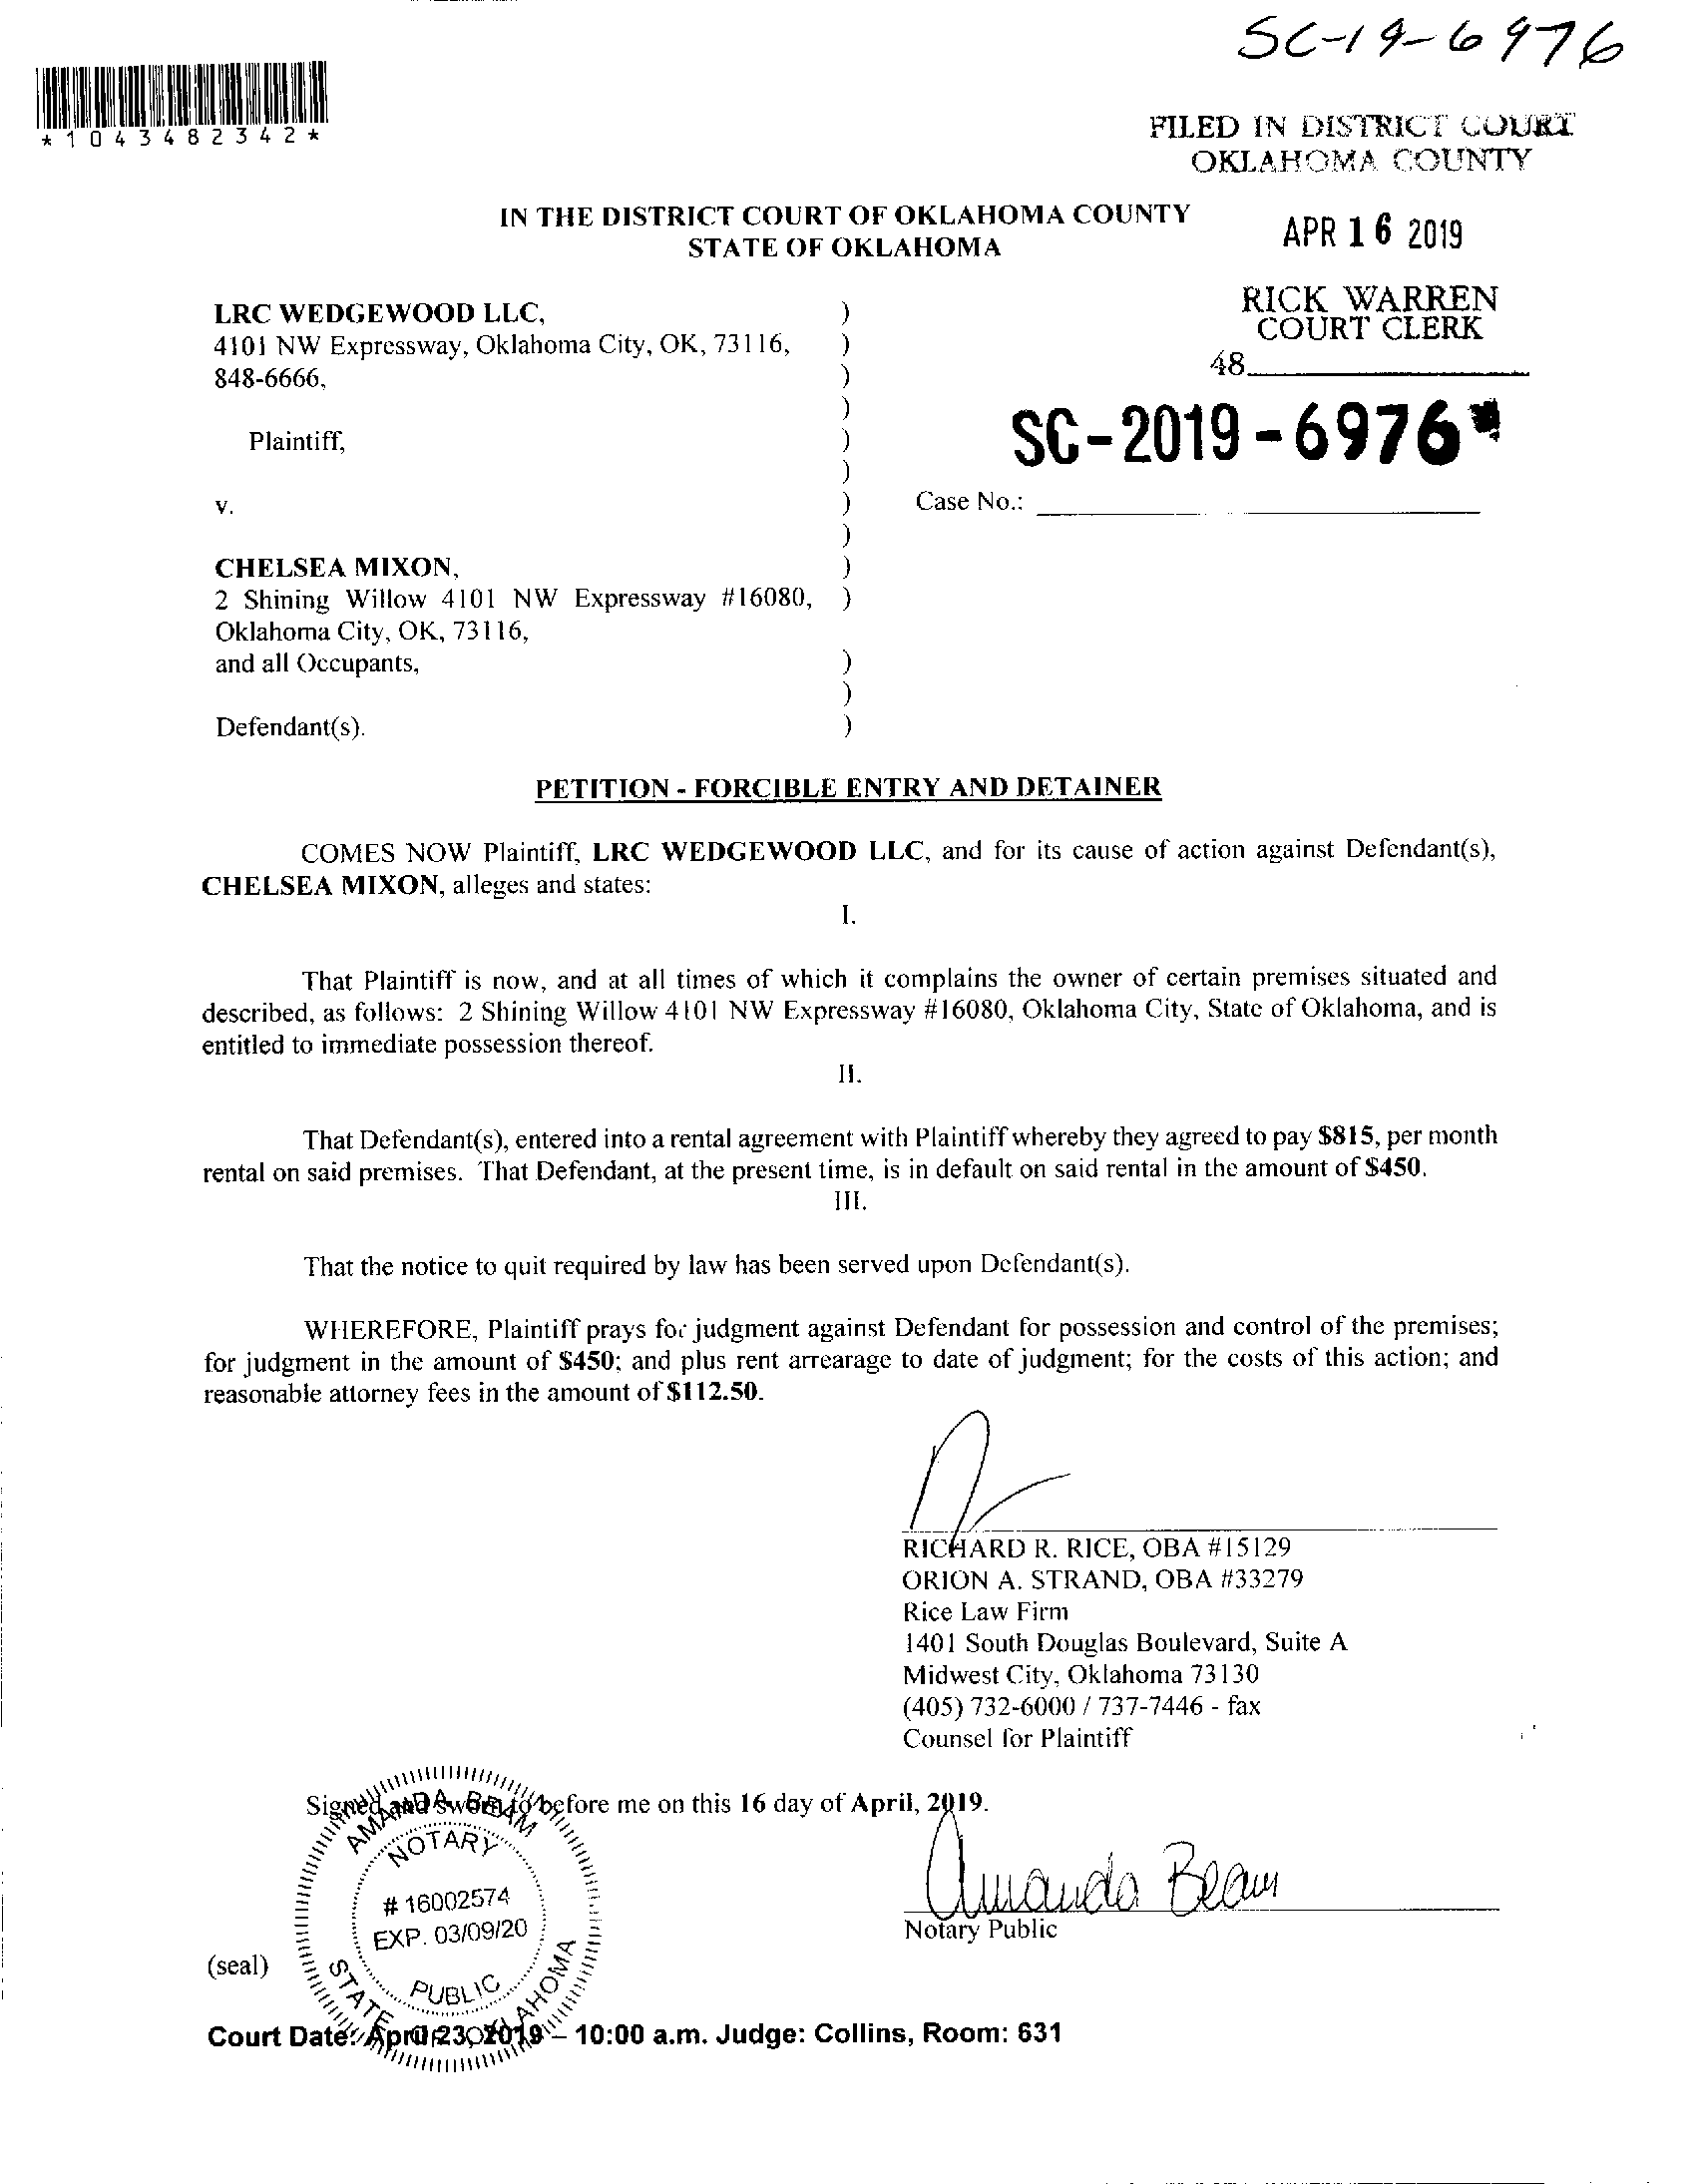 SC-19-6976
*1043482342*
FILED IN DISTRICT COURT
OKLAHOMA COUNTY
IN THE DISTRICT COURT OF OKLAHOMA COUNTY
STATE OF OKLAHOMA
APR 16 2019
RICK WARREN
COURT CLERK
48
LRC WEDGEWOOD LLC, )
4101 NW Expressway, Oklahoma City, OK, 73116, )
848-6666, )
)
Plaintiff, )
)
SC-2019-6976
v. ) Case No.:
)
CHELSEA MIXON, )
2 Shining Willow 4101 NW Expressway #16080, )
Oklahoma City, OK, 73116,
and all Occupants, )
)
Defendant(s). )
PETITION - FORCIBLE ENTRY AND DETAINER
COMES NOW Plaintiff, LRC WEDGEWOOD LLC, and for its cause of action against Defendant(s),
CHELSEA MIXON, alleges and states:
I.
That Plaintiff is now, and at all times of which it complains the owner of certain premises situated and
described, as follows: 2 Shining Willow 4101 NW Expressway #16080, Oklahoma City, State of Oklahoma, and is
entitled to immediate possession thereof.
II.
That Defendant(s), entered into a rental agreement with Plaintiff whereby they agreed to pay $815, per month
rental on said premises. That Defendant, at the present time, is in default on said rental in the amount of $450.
III.
That the notice to quit required by law has been served upon Defendant(s).
WHEREFORE, Plaintiff prays for judgment against Defendant for possession and control of the premises;
for judgment in the amount of $450; and plus rent arrearage to date of judgment; for the costs of this action; and
reasonable attorney fees in the amount of $112.50.
RICHARD R. RICE, OBA #15129
ORION A. STRAND, OBA #33279
Rice Law Firm
1401 South Douglas Boulevard, Suite A
Midwest City, Oklahoma 73130
(405) 732-6000 / 737-7446 - fax
Counsel for Plaintiff
Signed and sworn to before me on this 16 day of April, 2019.
AMANDA BEAM
NOTARY
# 16002574
EXP. 03/09/20
PUBLIC
STATE OF OKLAHOMA
Amanda Beam
Notary Public
(seal)
Court Date: April 23, 2019 – 10:00 a.m. Judge: Collins, Room: 631